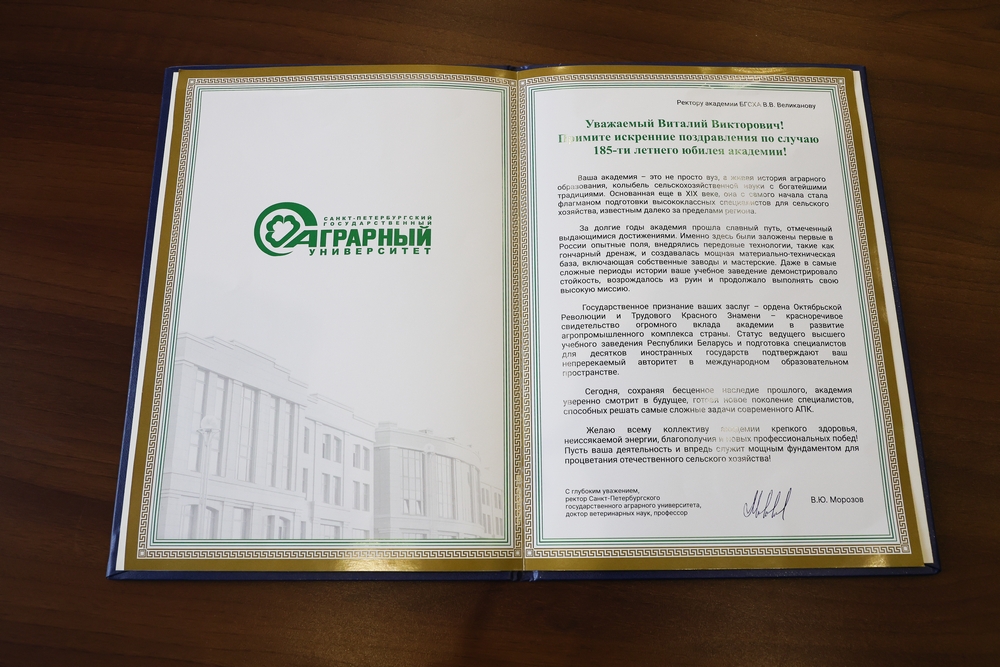 САНКТ-ПЕТЕРБУРГСКИЙ
ГОСУДАРСТВЕННЫЙ
АГРАРНЫЙ
УНИВЕРСИТЕТ
Ректору академии БГСХА В.В. Великанову
Уважаемый Виталий Викторович!
Примите искренние поздравления по случаю
185-ти летнего юбилея академии!
Ваша академия – это не просто вуз, а живая история аграрного
образования, колыбель сельскохозяйственной науки с богатейшими
традициями. Основанная еще в XIX веке, она с самого начала стала
флагманом подготовки высококлассных специалистов для сельского
хозяйства, известным далеко за пределами региона.
За долгие годы академия прошла славный путь, отмеченный
выдающимися достижениями. Именно здесь были заложены первые в
России опытные поля, внедрялись передовые технологии, такие как
гончарный дренаж, и создавалась мощная материально-техническая
база, включающая собственные заводы и мастерские. Даже в самые
сложные периоды истории ваше учебное заведение демонстрировало
стойкость, возрождалось из руин и продолжало выполнять свою
высокую миссию.
Государственное признание ваших заслуг – ордена Октябрьской
Революции и Трудового Красного Знамени – красноречивое
свидетельство огромного вклада академии в развитие
агропромышленного комплекса страны. Статус ведущего высшего
учебного заведения Республики Беларусь и подготовка специалистов
для десятков иностранных государств подтверждают ваш
непререкаемый авторитет в международном образовательном
пространстве.
Сегодня, сохраняя бесценное наследие прошлого, академия
уверенно смотрит в будущее, готовя новое поколение специалистов,
способных решать самые сложные задачи современного АПК.
Желаю всему коллективу академии крепкого здоровья,
неиссякаемой энергии, благополучия и новых профессиональных побед!
Пусть ваша деятельность и впредь служит мощным фундаментом для
процветания отечественного сельского хозяйства!
С глубоким уважением,
ректор Санкт-Петербургского
государственного аграрного университета,
доктор ветеринарных наук, профессор
В.Ю. Морозов